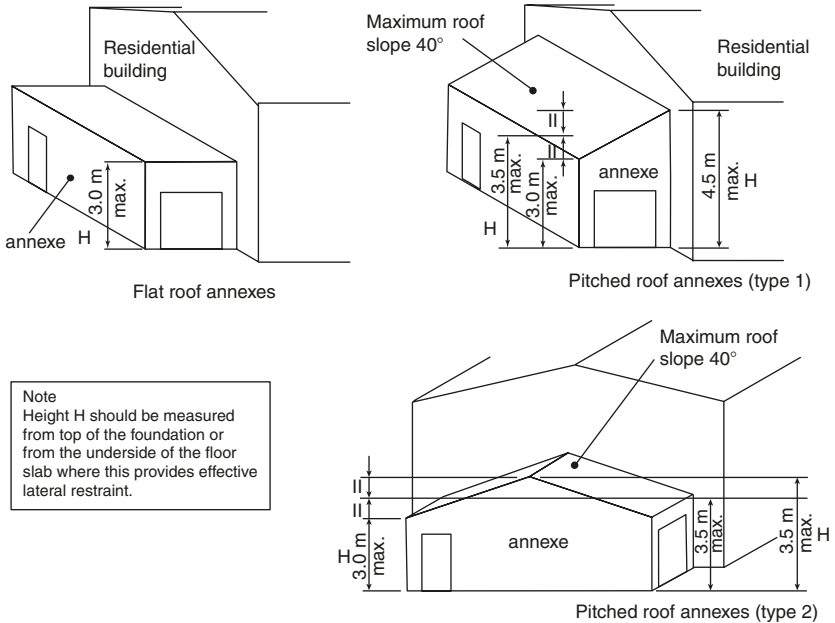 Residential
building
3.0 m
max.
H
annexe
Flat roof annexes
Maximum roof
slope 40°
Residential
building
=
=
3.5 m
max.
3.0 m
max.
H
annexe
4.5 m
max.
H
Pitched roof annexes (type 1)
Note
Height H should be measured
from top of the foundation or
from the underside of the floor
slab where this provides effective
lateral restraint.
Maximum roof
slope 40°
=
=
H
3.0 m
max.
annexe
3.5 m
max.
3.5 m
max.
H
Pitched roof annexes (type 2)